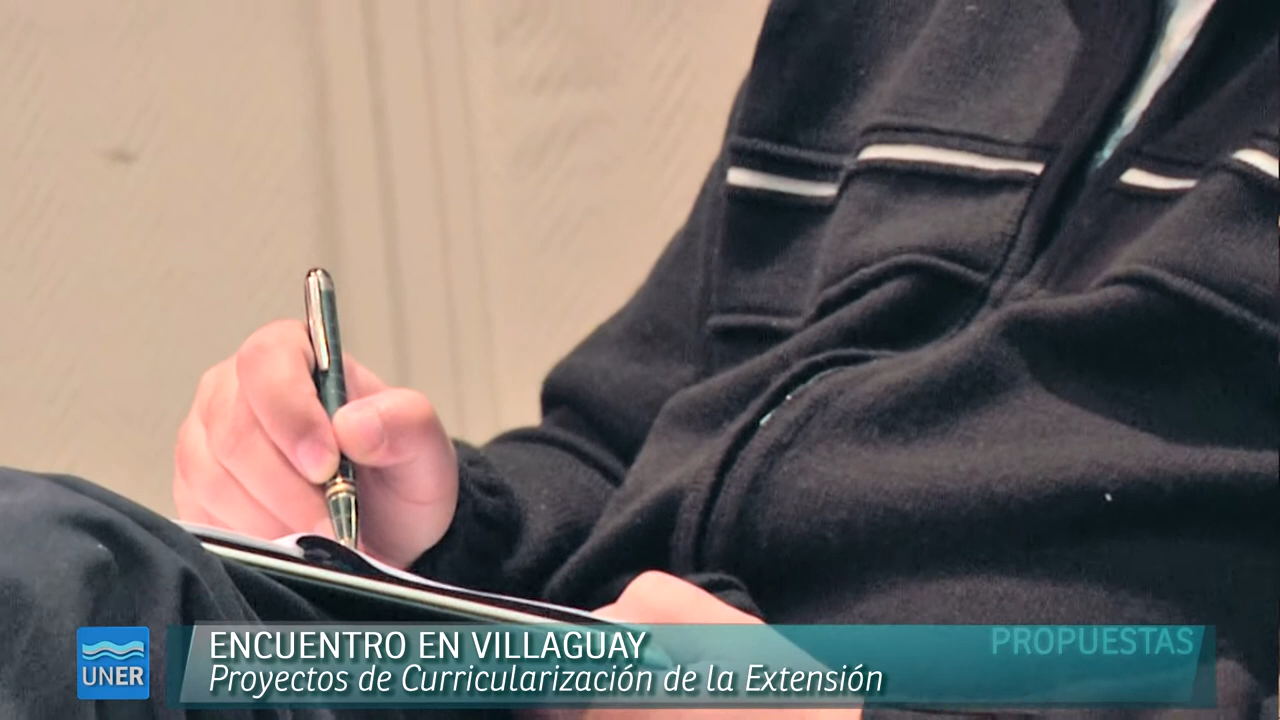 ENCUENTRO EN VILLAGUAY
PROPUESTAS
Proyectos de Curricularización de la Extensión
UNER